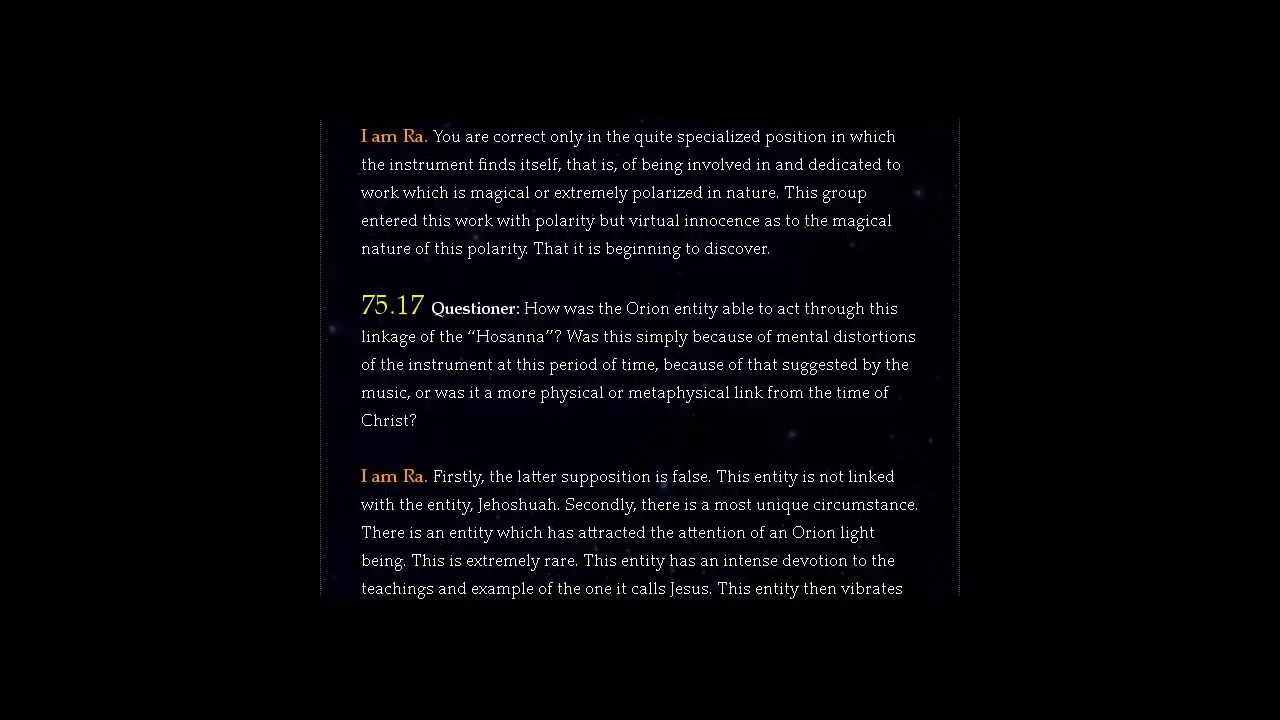 I am Ra. You are correct only in the quite specialized position in which
the instrument finds itself, that is, of being involved in and dedicated to
work which is magical or extremely polarized in nature. This group
entered this work with polarity but virtual innocence as to the magical
nature of this polarity. That it is beginning to discover.
75.17 Questioner: How was the Orion entity able to act through this
linkage of the “Hosanna”? Was this simply because of mental distortions
of the instrument at this period of time, because of that suggested by the
music, or was it a more physical or metaphysical link from the time of
Christ?
I am Ra. Firstly, the latter supposition is false. This entity is not linked
with the entity, Jehoshuah. Secondly, there is a most unique circumstance.
There is an entity which has attracted the attention of an Orion light
being. This is extremely rare. This entity has an intense devotion to the
teachings and example of the one it calls Jesus. This entity then vibrates